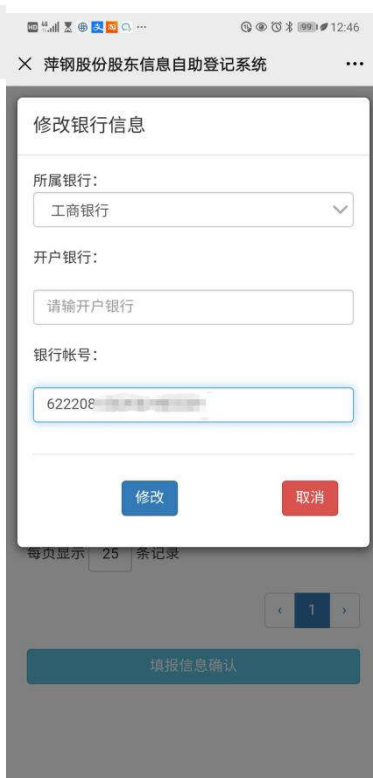 12:46
萍钢股份股东信息自助登记系统
修改银行信息
所属银行：
工商银行
开户银行：
请输开户银行
银行帐号：
622208
修改
取消
每页显示 25 条记录
1
填报信息确认